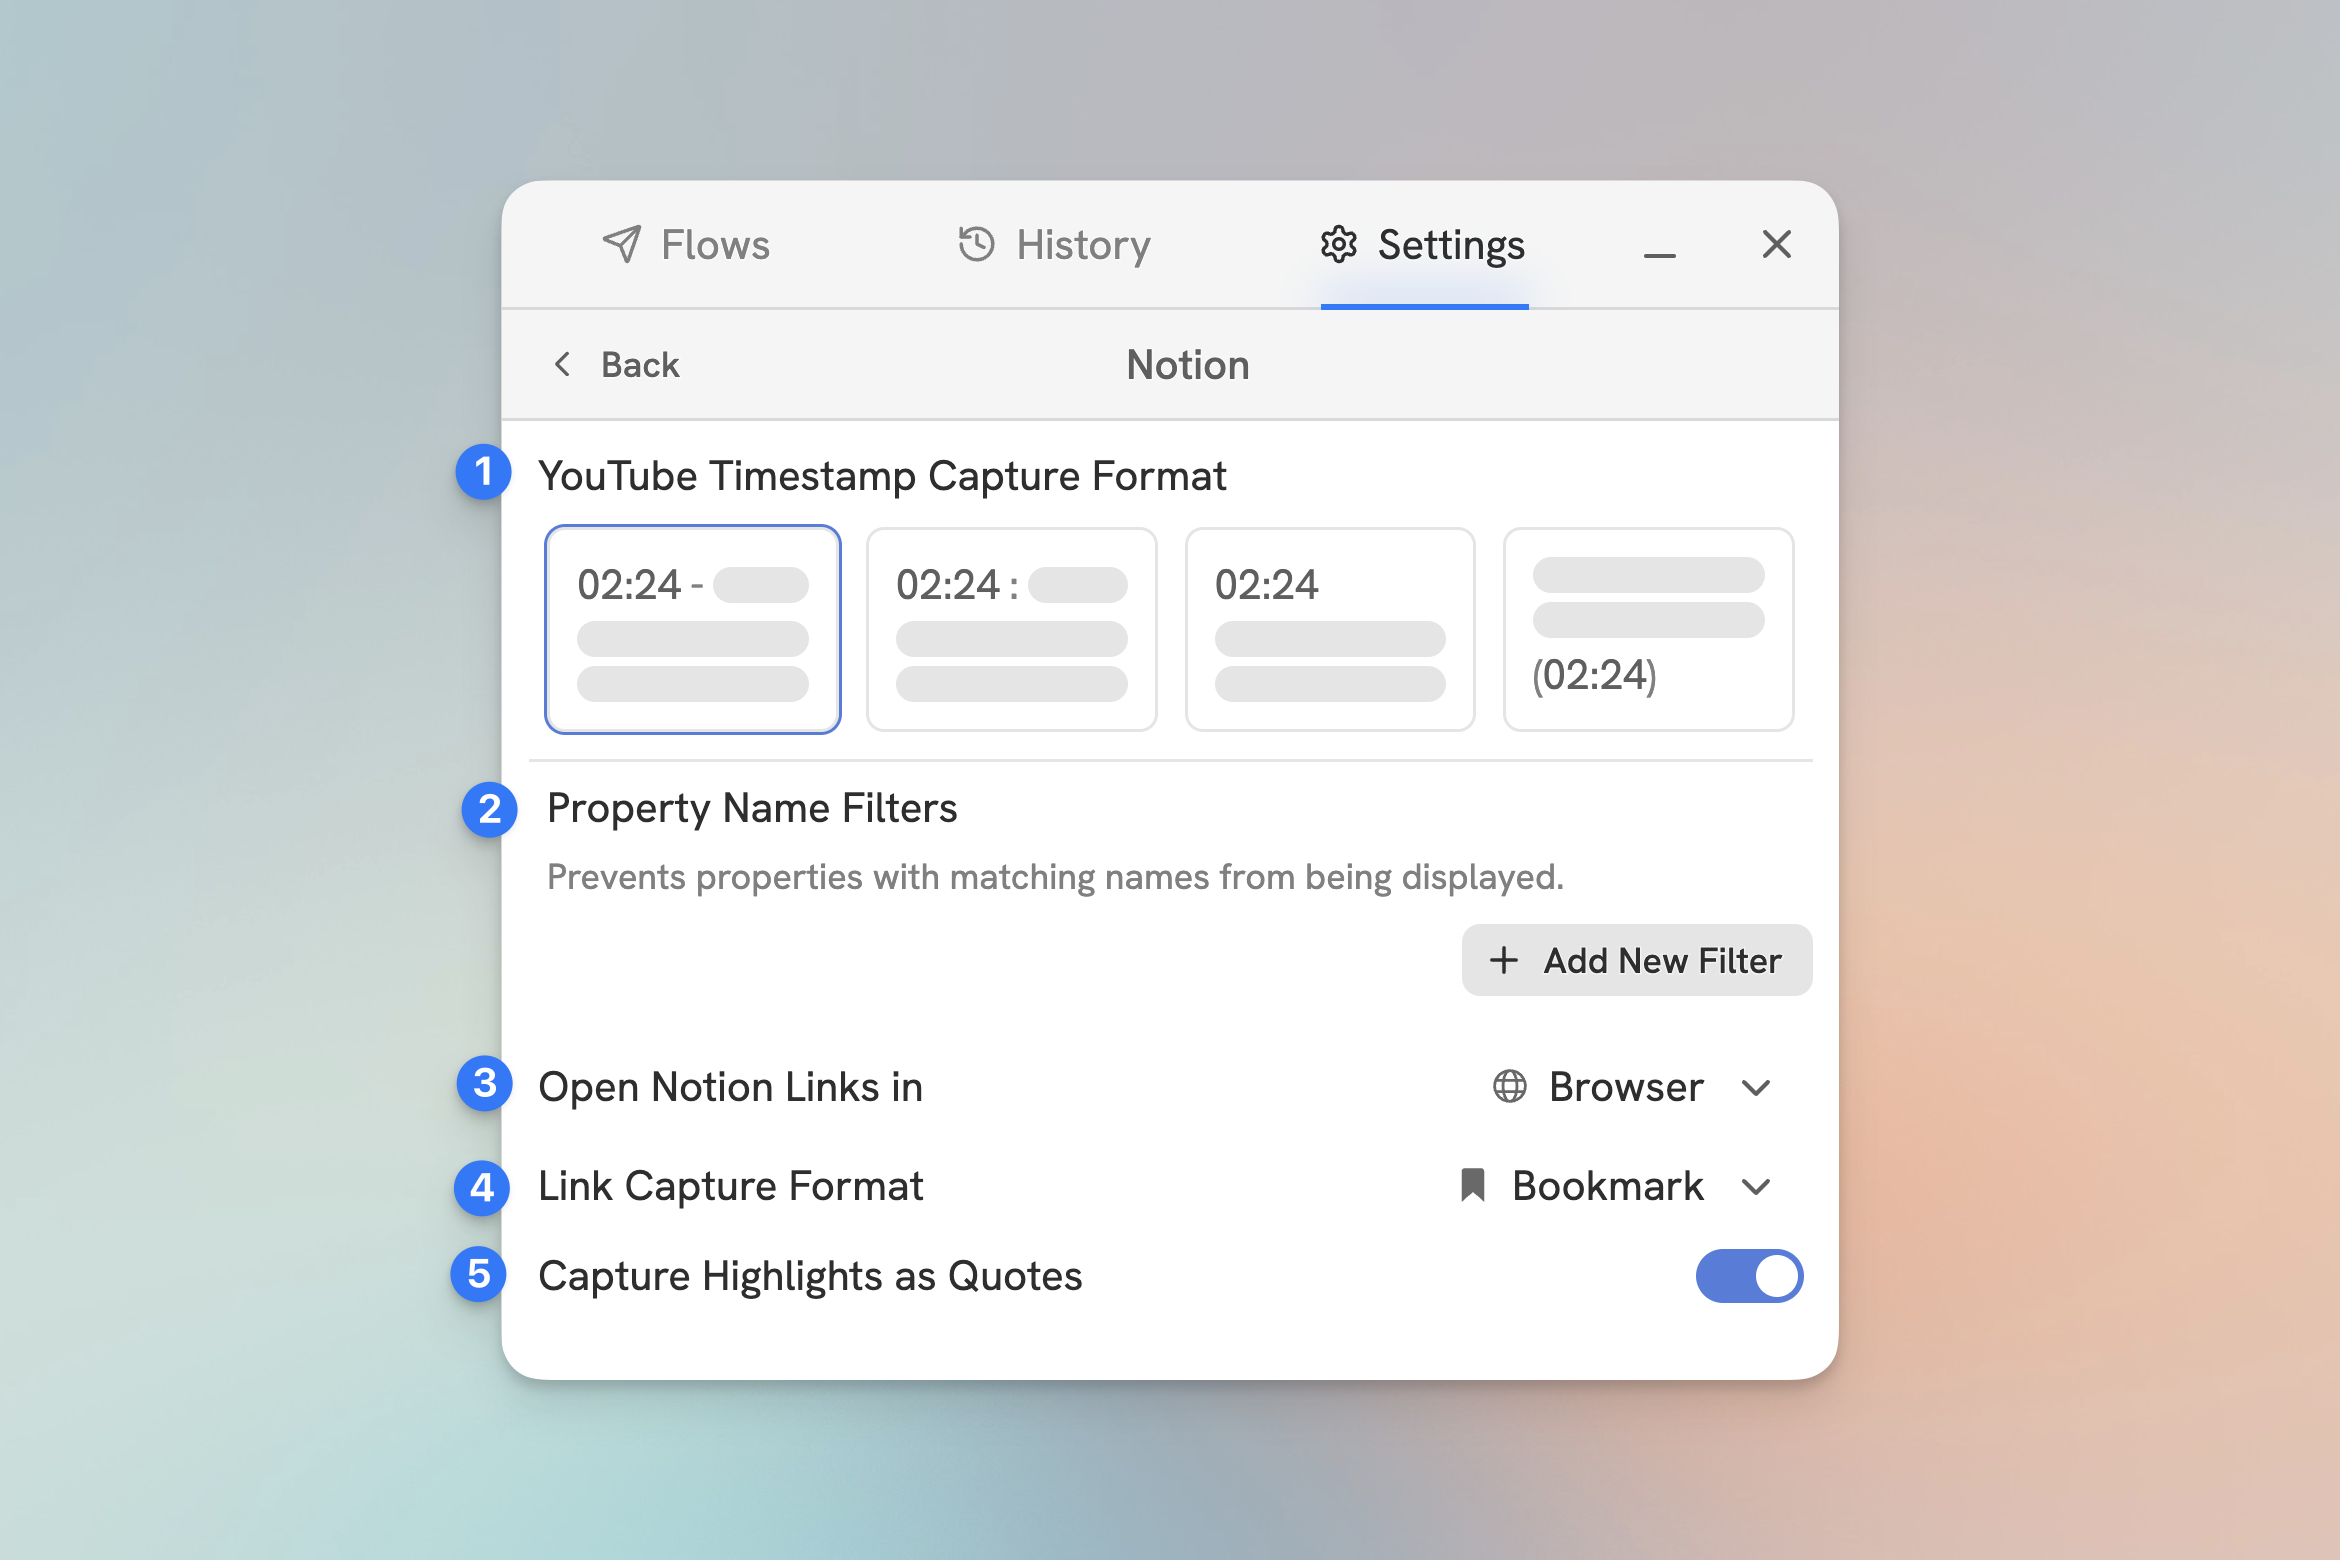 Flows History Settings
Back Notion
1 YouTube Timestamp Capture Format
02:24 - 02:24 : 02:24
(02:24)
2 Property Name Filters
Prevents properties with matching names from being displayed.
+ Add New Filter
3 Open Notion Links in Browser
4 Link Capture Format Bookmark
5 Capture Highlights as Quotes